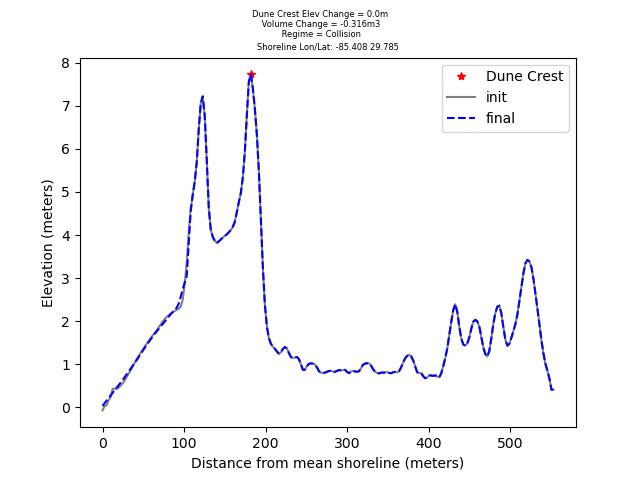 Dune Crest Elev Change = 0.0m
Volume Change = -0.316m3
Regime = Collision
Shoreline Lon/Lat: -85.408 29.785
Dune Crest
init
final
8
7
6
5
4
3
2
1
0
Elevation (meters)
0 100 200 300 400 500
Distance from mean shoreline (meters)